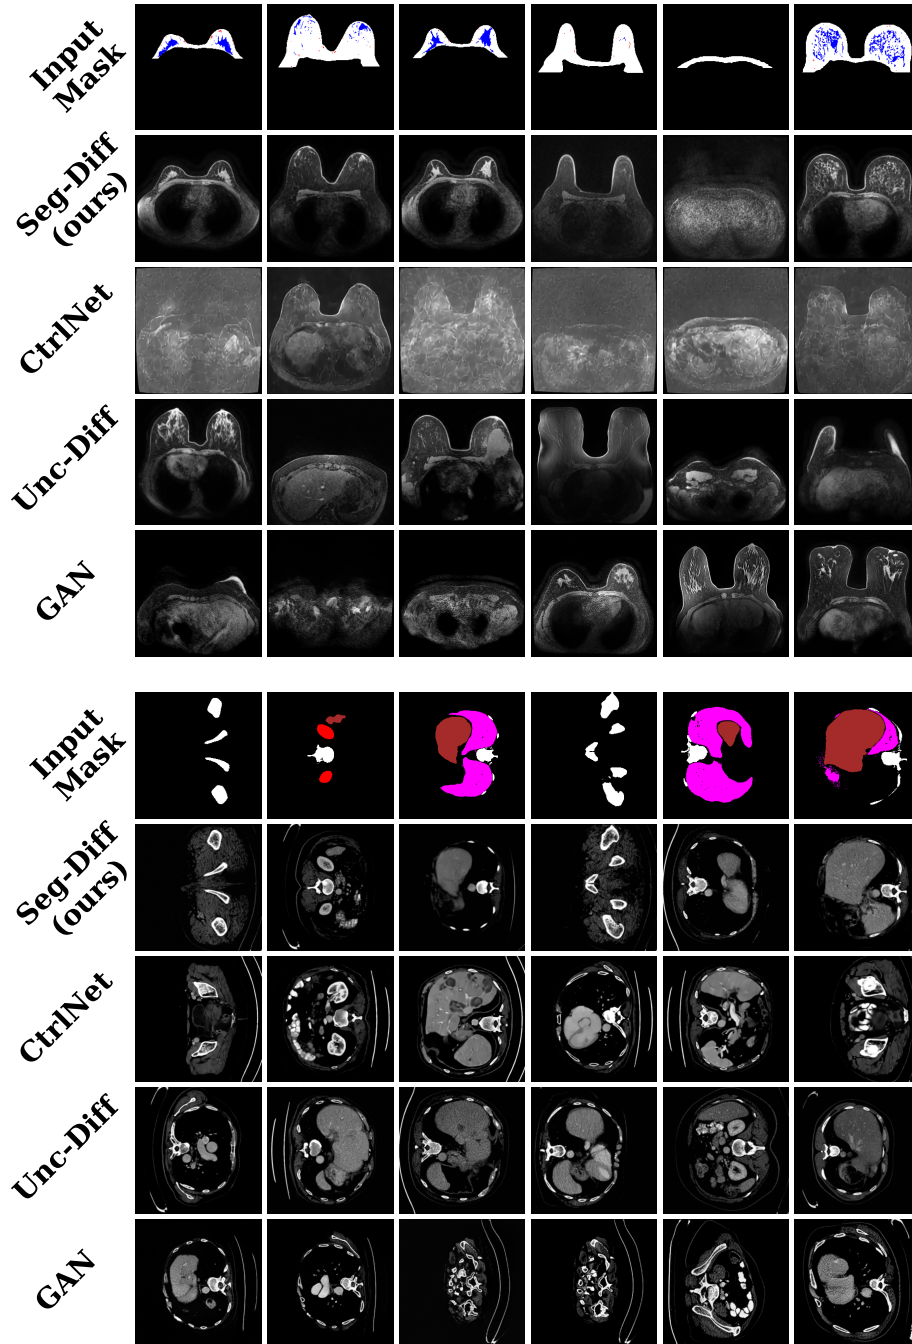 Input
Mask
Seg-Diff
(ours)
CtrlNet
Unc-Diff
GAN
Input
Mask
Seg-Diff
(ours)
CtrlNet
Unc-Diff
GAN